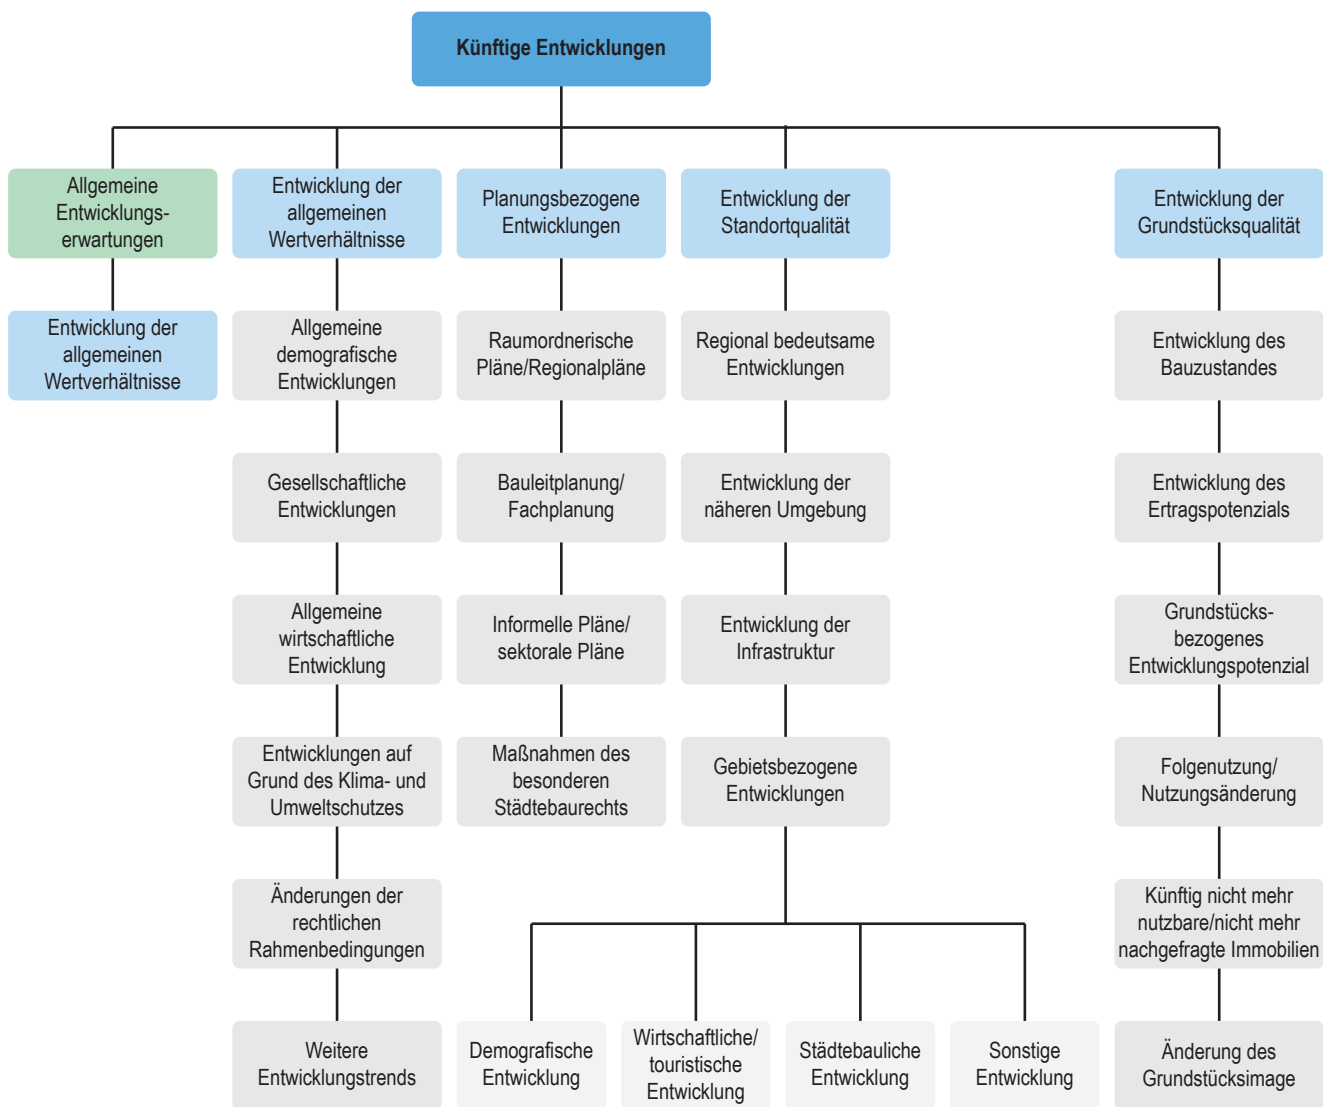 Künftige Entwicklungen
Allgemeine
Entwicklungs-
erwartungen
Entwicklung der
allgemeinen
Wertverhältnisse
Entwicklung der
allgemeinen
Wertverhältnisse
Allgemeine
demografische
Entwicklungen
Gesellschaftliche
Entwicklungen
Allgemeine
wirtschaftliche
Entwicklung
Entwicklungen auf
Grund des Klima- und
Umweltschutzes
Änderungen der
rechtlichen
Rahmenbedingungen
Weitere
Entwicklungstrends
Planungsbezogene
Entwicklungen
Raumordnerische
Pläne/Regionalpläne
Bauleitplanung/
Fachplanung
Informelle Pläne/
sektorale Pläne
Maßnahmen des
besonderen
Städtebaurechts
Entwicklung der
Standortqualität
Regional bedeutsame
Entwicklungen
Entwicklung der
näheren Umgebung
Entwicklung der
Infrastruktur
Gebietsbezogene
Entwicklungen
Demografische
Entwicklung
Wirtschaftliche/
touristische
Entwicklung
Städtebauliche
Entwicklung
Sonstige
Entwicklung
Entwicklung der
Grundstücksqualität
Entwicklung des
Bauzustandes
Entwicklung des
Ertragspotenzials
Grundstücks-
bezogenes
Entwicklungspotenzial
Folgenutzung/
Nutzungsänderung
Künftig nicht mehr
nutzbare/nicht mehr
nachgefragte Immobilien
Änderung des
Grundstücksimage